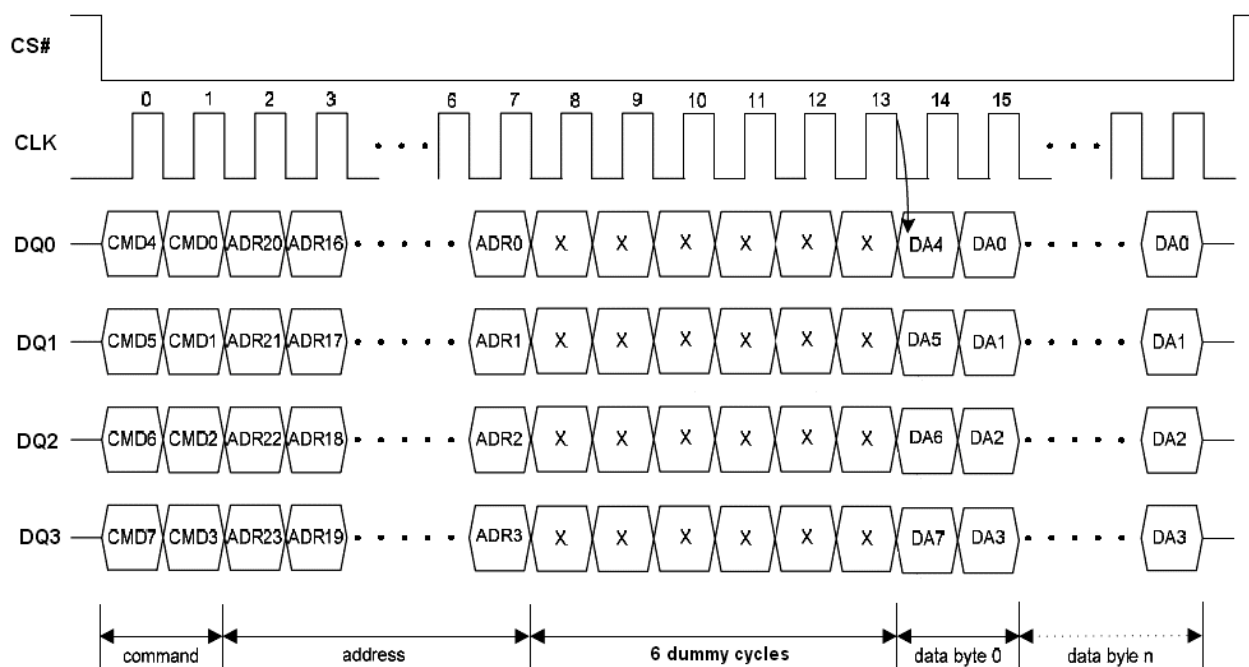 CS#
0 1 2 3 6 7 8 9 10 11 12 13 14 15
CLK
DQ0 CMD4 CMD0 ADR20 ADR16 ADR0 X X X X X X DA4 DA0 DA0
DQ1 CMD5 CMD1 ADR21 ADR17 ADR1 X X X X X X DA5 DA1 DA1
DQ2 CMD6 CMD2 ADR22 ADR18 ADR2 X X X X X X DA6 DA2 DA2
DQ3 CMD7 CMD3 ADR23 ADR19 ADR3 X X X X X X DA7 DA3 DA3
command address 6 dummy cycles data byte 0 data byle n